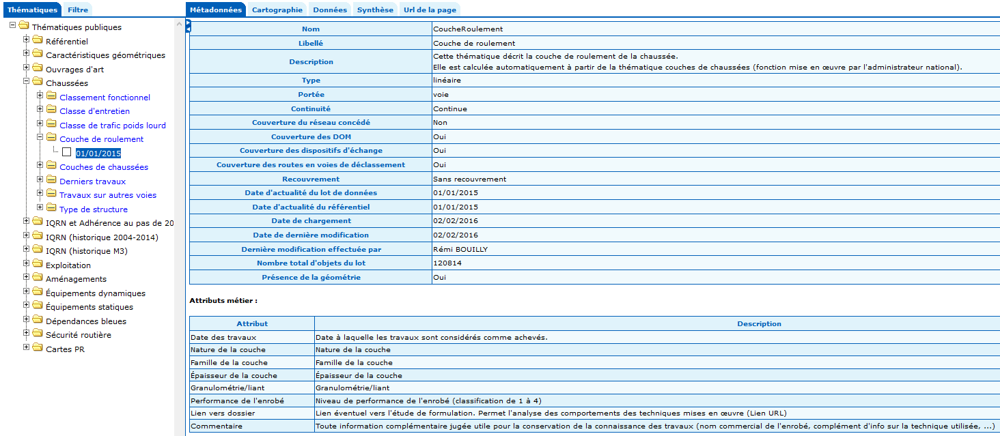 Thématiques Filtre
Thématiques publiques
Référentiel
Caractéristiques géométriques
Ouvrages d'art
Chaussées
Classement fonctionnel
Classe d'entretien
Classe de trafic poids lourd
Couche de roulement
01/01/2015
Couches de chaussées
Derniers travaux
Travaux sur autres voies
Type de structure
IQRN et Adhérence au pas de 20
IQRN (historique 2004-2014)
IQRN (historique M3)
Exploitation
Aménagements
Équipements dynamiques
Équipements statiques
Dépendances bleues
Sécurité routière
Cartes PR
Métadonnées Cartographie Données Synthèse Url de la page
Nom CoucheRoulement
Libellé Couche de roulement
Description Cette thématique décrit la couche de roulement de la chaussée.
Elle est calculée automatiquement à partir de la thématique couches de chaussées (fonction mise en œuvre par l'administrateur national).
Type linéaire
Portée voie
Continuité Continue
Couverture du réseau concédé Non
Couverture des DOM Oui
Couverture des dispositifs d'échange Oui
Couverture des routes en voies de déclassement Oui
Recouvrement Sans recouvrement
Date d'actualité du lot de données 01/01/2015
Date d'actualité du référentiel 01/01/2015
Date de chargement 02/02/2016
Date de dernière modification 02/02/2016
Dernière modification effectuée par Rémi BOUILLY
Nombre total d'objets du lot 120814
Présence de la géométrie Oui
Attributs métier :
Attribut Description
Date des travaux Date à laquelle les travaux sont considérés comme achevés.
Nature de la couche Nature de la couche
Famille de la couche Famille de la couche
Épaisseur de la couche Épaisseur de la couche
Granulométrie/liant Granulométrie/liant
Performance de l'enrobé Niveau de performance de l'enrobé (classification de 1 à 4)
Lien vers dossier Lien éventuel vers l'étude de formulation. Permet l'analyse des comportements des techniques mises en œuvre (Lien URL)
Commentaire Toute information complémentaire jugée utile pour la conservation de la connaissance des travaux (nom commercial de l'enrobé, complément d'info sur la technique utilisée, ...)